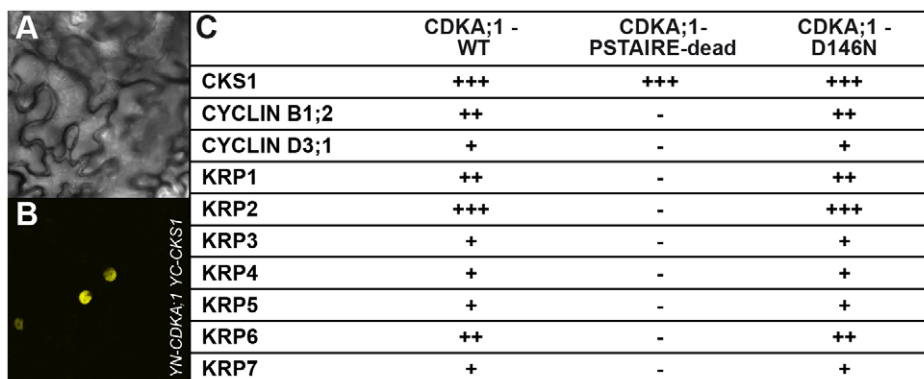 A
B
YN-CDKA;1 YC-CKS1
C CDKA;1 - WT CDKA;1- PSTAIRE-dead CDKA;1 - D146N
CKS1 +++ +++ +++
CYCLIN B1;2 ++ - ++
CYCLIN D3;1 + - +
KRP1 ++ - ++
KRP2 +++ - +++
KRP3 + - +
KRP4 + - +
KRP5 + - +
KRP6 ++ - ++
KRP7 + - +